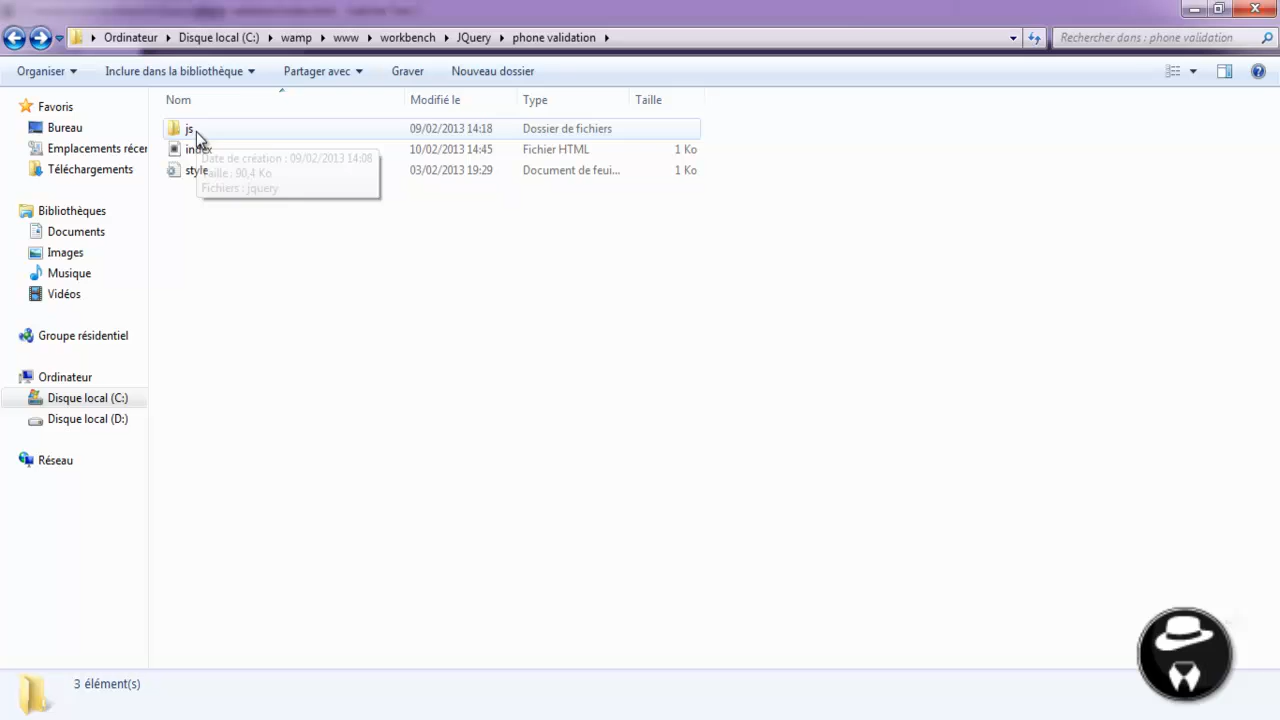 Ordinateur Disque local (C:) wamp www workbench JQuery phone validation
Rechercher dans : phone validation
Organiser Inclure dans la bibliothèque Partager avec Graver Nouveau dossier
Nom Modifié le Type Taille
js 09/02/2013 14:18 Dossier de fichiers
index 10/02/2013 14:45 Fichier HTML 1 Ko
style 03/02/2013 19:29 Document de feui... 1 Ko
Date de création : 09/02/2013 14:08
Taille : 90,4 Ko
Fichiers : jquery
Favoris
Bureau
Emplacements récer
Téléchargements
Bibliothèques
Documents
Images
Musique
Vidéos
Groupe résidentiel
Ordinateur
Disque local (C:)
Disque local (D:)
Réseau
3 élément(s)